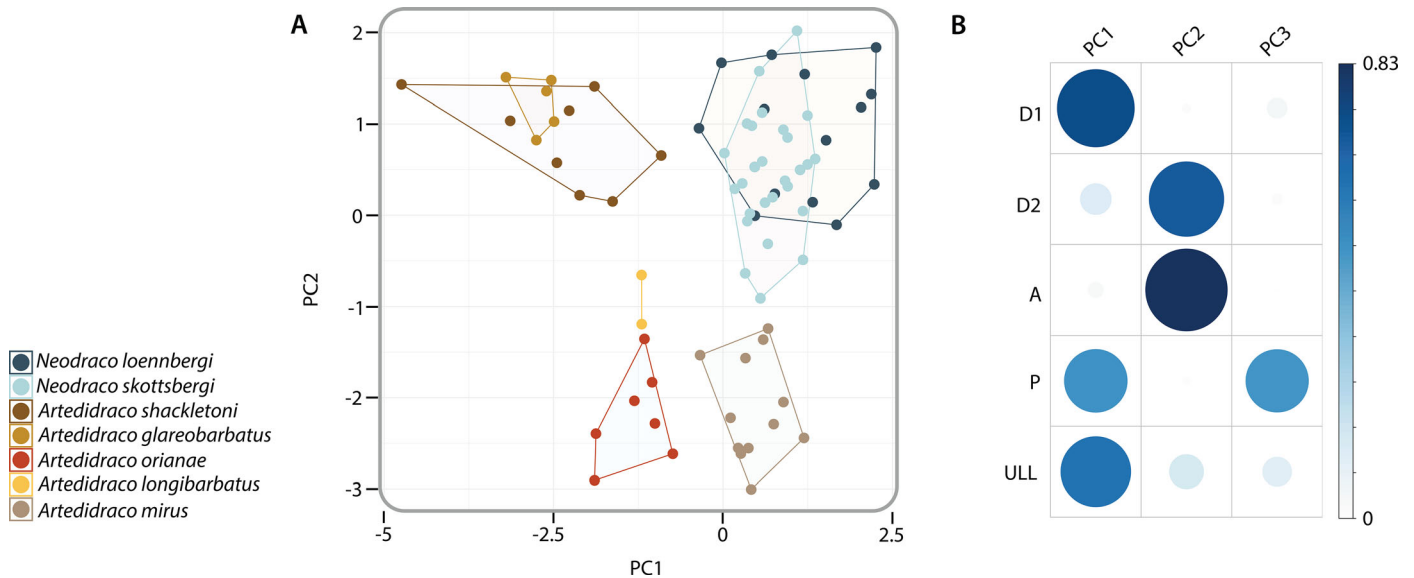 A
2
1
0
-1
-2
-3
PC2
-5
-2.5
0
2.5
PC1
Neodraco loennbergi
Neodraco skottsbergi
Artedidraco shackletoni
Artedidraco glareobarbatus
Artedidraco orianae
Artedidraco longibarbatus
Artedidraco mirus
B
PC1 PC2 PC3
D1
D2
A
P
ULL
0.83
0